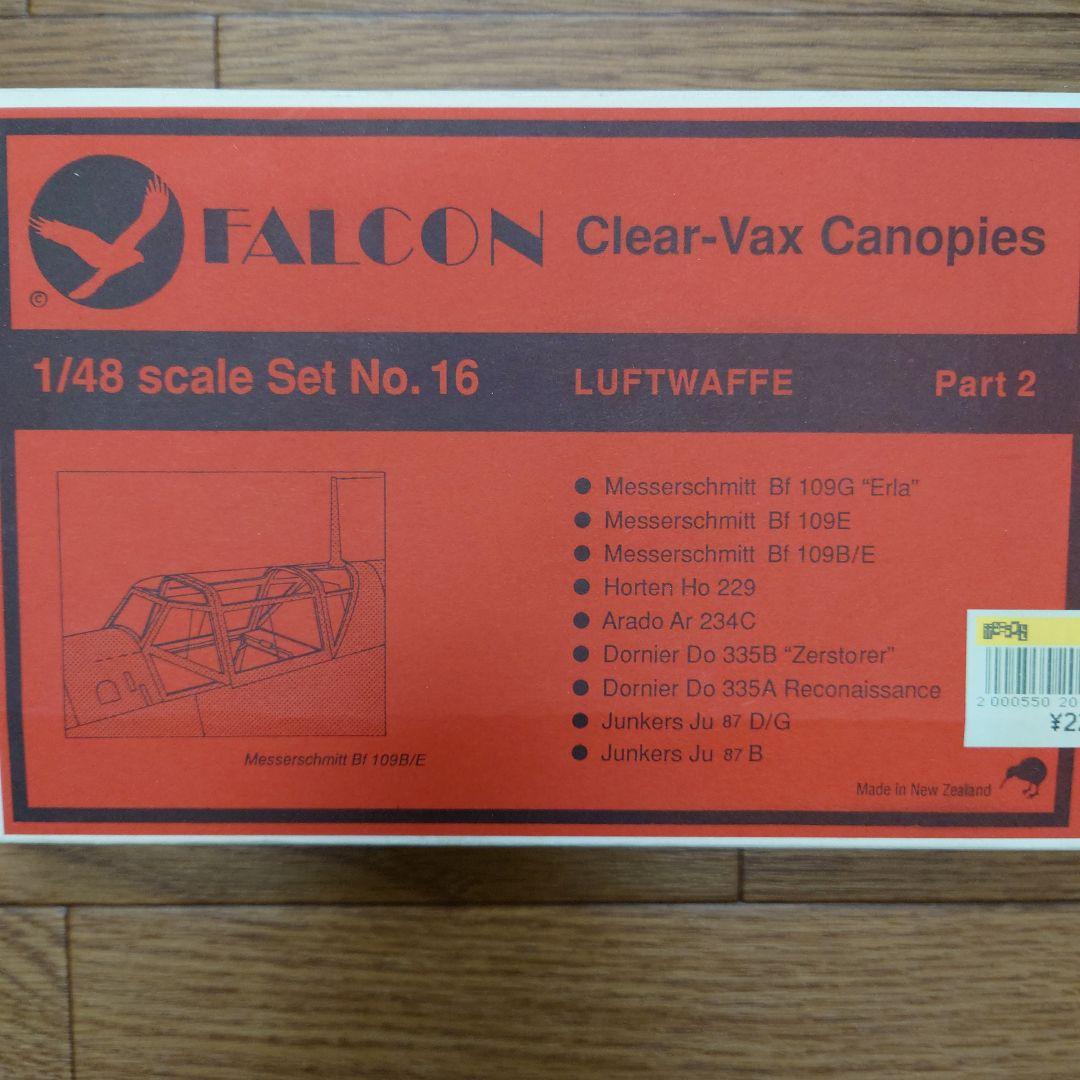 FALCON Clear-Vax Canopies
©
1/48 scale Set No. 16 LUFTWAFFE Part 2
● Messerschmitt Bf 109G “Erla”
● Messerschmitt Bf 109E
● Messerschmitt Bf 109B/E
● Horten Ho 229
● Arado Ar 234C
● Dornier Do 335B “Zerstorer”
● Dornier Do 335A Reconaissance
● Junkers Ju 87 D/G
● Junkers Ju 87 B
Messerschmitt Bf 109B/E
Made in New Zealand
2 000550 20
¥22